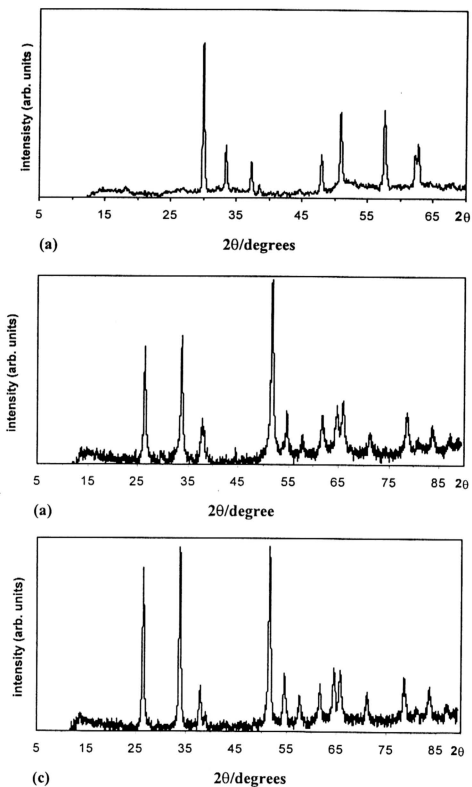 intensisty (arb. units)
5 15 25 35 45 55 65 2θ
(a) 2θ/degrees
intensity (arb. units)
5 15 25 35 45 55 65 75 85 2θ
(a) 2θ/degree
intensity (arb. units)
5 15 25 35 45 55 65 75 85 2θ
(c) 2θ/degrees